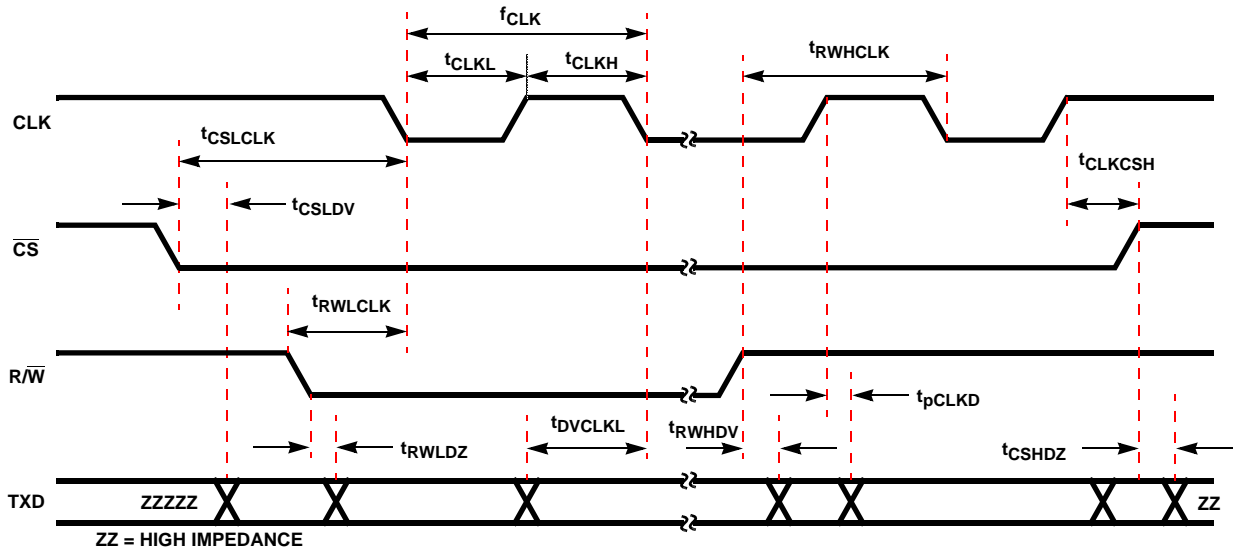 fCLK
tCLKL
tCLKH
tRWHCLK
CLK
tCSLCLK
tCLKCSH
tCSLDV
CS
tRWLCLK
R/W
tpCLKD
tDVCLKL
tRWHDV
tRWLDZ
tCSHDZ
TXD
ZZZZZ
ZZ
ZZ = HIGH IMPEDANCE